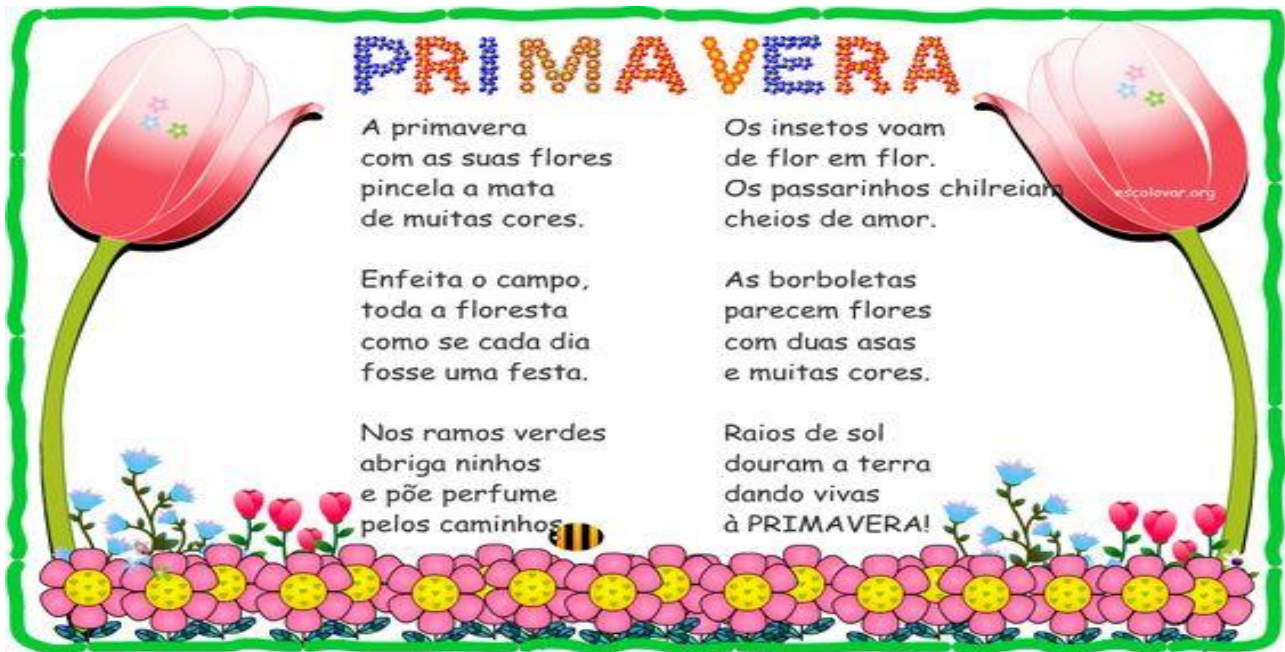 PRIMAVERA
A primavera
com as suas flores
pincela a mata
de muitas cores.
Enfeita o campo,
toda a floresta
como se cada dia
fosse uma festa.
Nos ramos verdes
abriga ninhos
e põe perfume
pelos caminhos
Os insetos voam
de flor em flor.
Os passarinhos chilreiam
cheios de amor.
As borboletas
parecem flores
com duas asas
e muitas cores.
Raios de sol
douram a terra
dando vivas
à PRIMAVERA!
escolovar.org